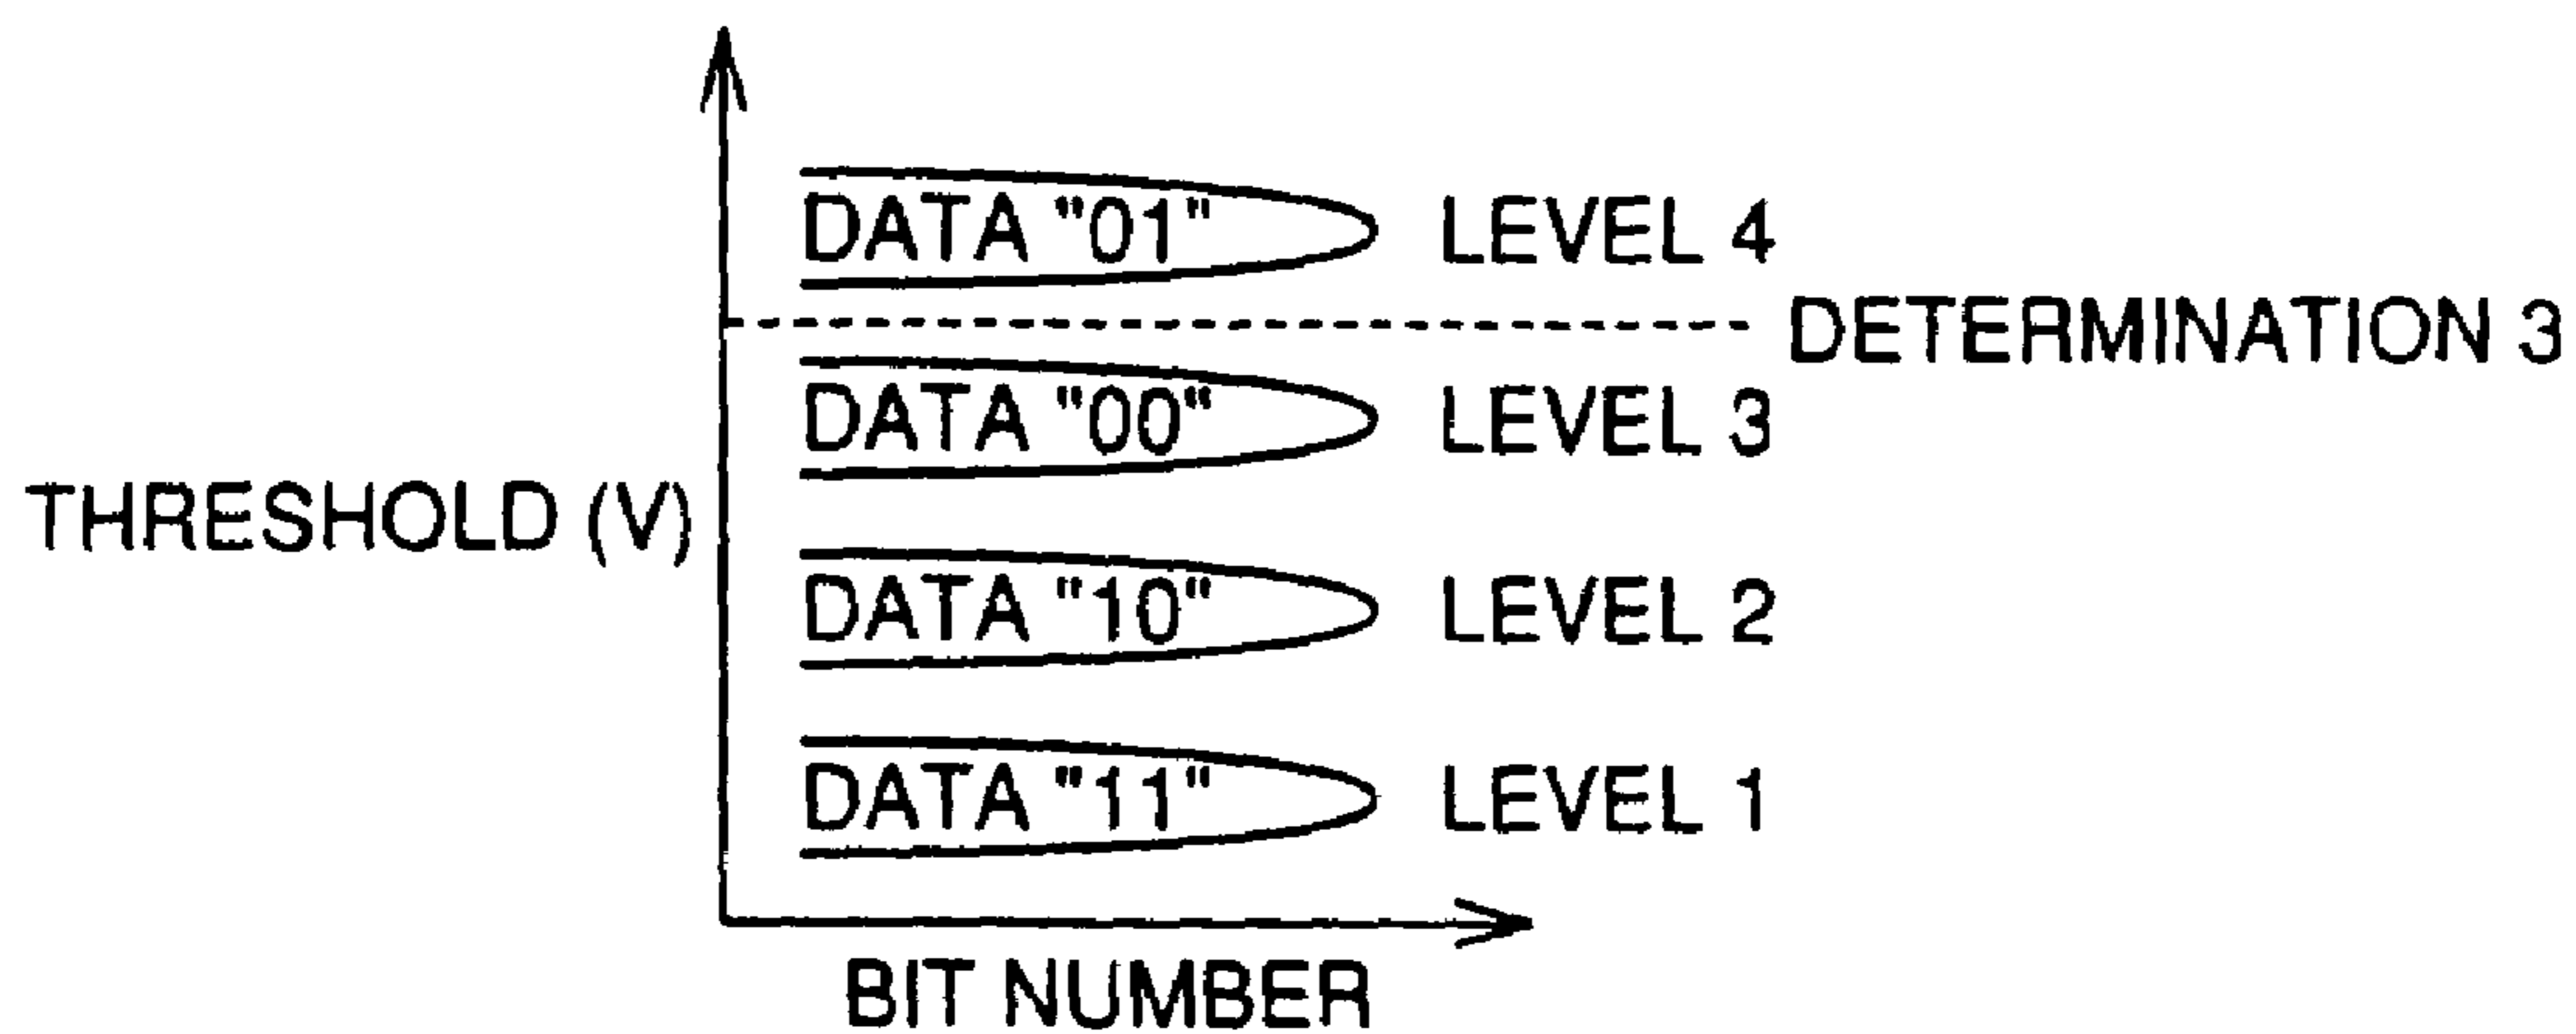 DATA "01" LEVEL 4
DETERMINATION 3
DATA "00" LEVEL 3
THRESHOLD (V)
DATA "10" LEVEL 2
DATA "11" LEVEL 1
BIT NUMBER